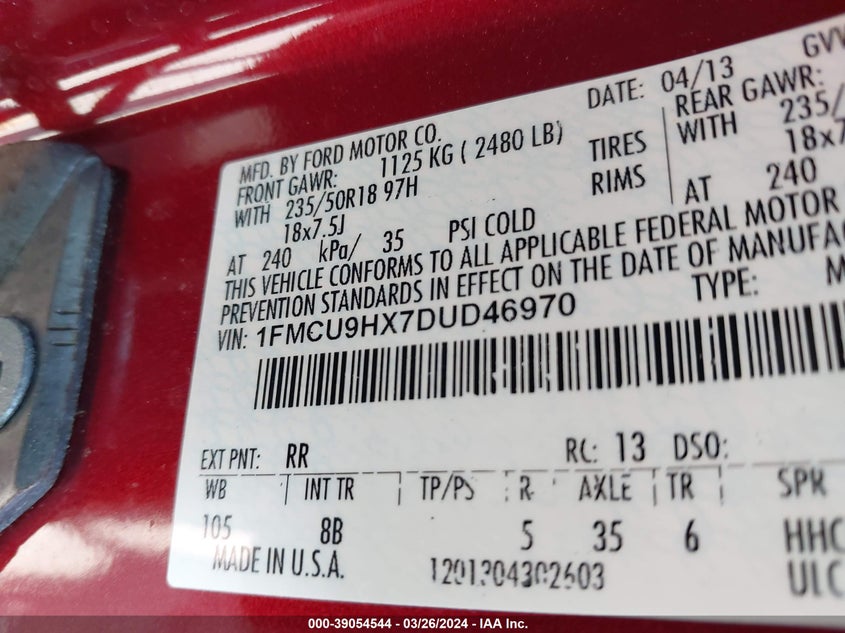 DATE: 04/13 GVW
MFD. BY FORD MOTOR CO.
FRONT GAWR: 1125 KG ( 2480 LB) REAR GAWR:
WITH 235/50R18 97H TIRES WITH 235/
18x7.5J RIMS 18x7.
AT 240 kPa/ 35 PSI COLD AT 240
THIS VEHICLE CONFORMS TO ALL APPLICABLE FEDERAL MOTOR
PREVENTION STANDARDS IN EFFECT ON THE DATE OF MANUFAC
VIN: 1FMCU9HX7DUD46970 TYPE: M
EXT PNT: RR RC: 13 DSO:
WB INT TR TP/PS R AXLE TR SPR
105 8B 5 35 6 HHC
MADE IN U.S.A. ULC
000-39054544 — 03/26/2024 — IAA Inc.